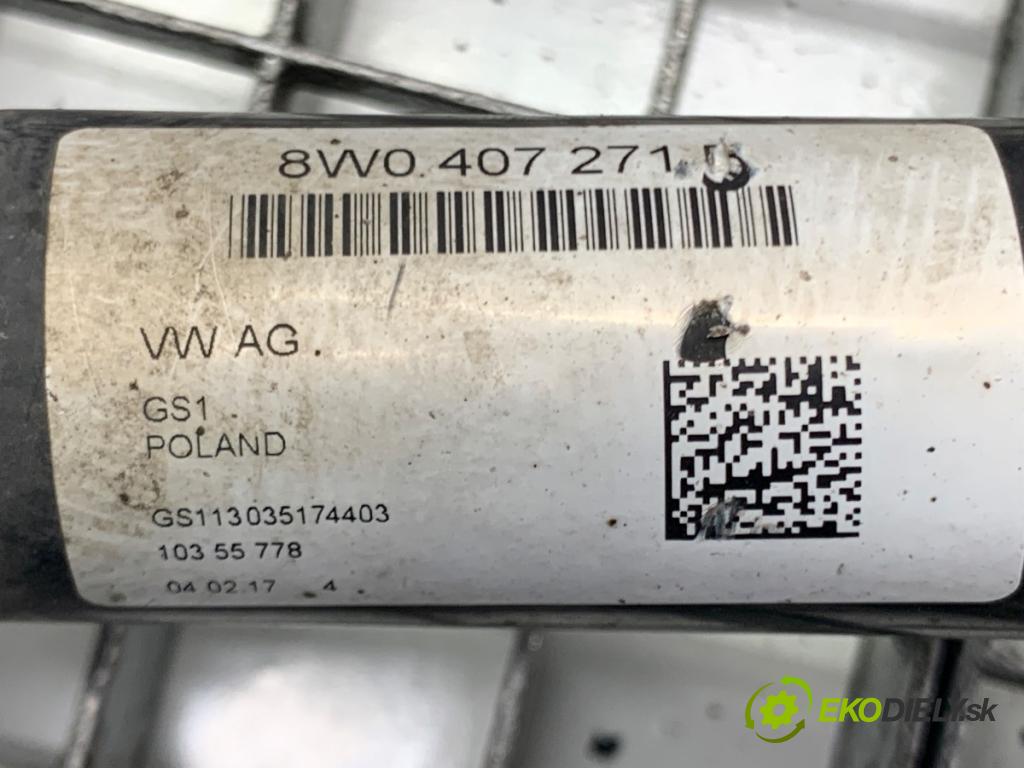 8W0.407 271
VW AG.
GS1
POLAND
GS113035174403
103 55 778
04.02.17 4
EKODIELY.sk